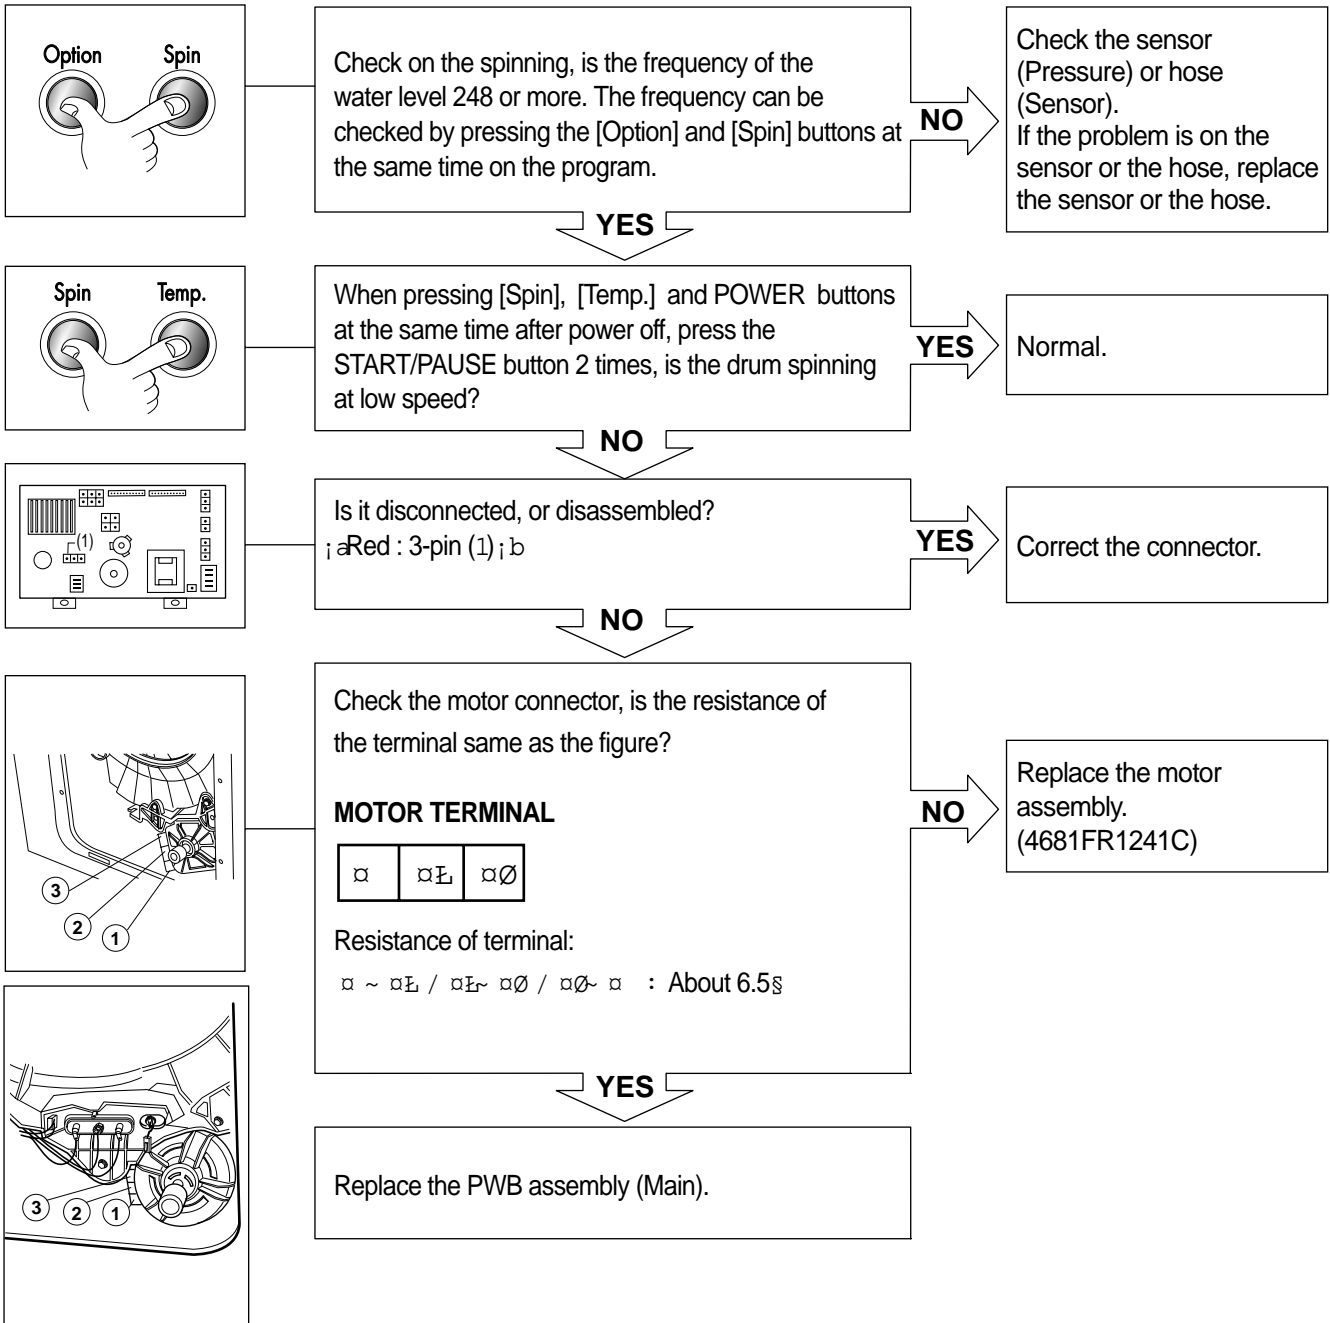 Option Spin
Check on the spinning, is the frequency of the
water level 248 or more. The frequency can be
checked by pressing the [Option] and [Spin] buttons at
the same time on the program.
NO
Check the sensor
(Pressure) or hose
(Sensor).
If the problem is on the
sensor or the hose, replace
the sensor or the hose.
YES
Spin Temp.
When pressing [Spin], [Temp.] and POWER buttons
at the same time after power off, press the
START/PAUSE button 2 times, is the drum spinning
at low speed?
YES
Normal.
NO
(1)
Is it disconnected, or disassembled?
¡aRed : 3-pin (1)¡b
YES
Correct the connector.
NO
3
2
1
Check the motor connector, is the resistance of
the terminal same as the figure?
MOTOR TERMINAL
¤ ¤Ł ¤Ø
Resistance of terminal:
¤ ~ ¤Ł / ¤Ł~ ¤Ø / ¤Ø~ ¤ : About 6.5§
NO
Replace the motor
assembly.
(4681FR1241C)
YES
3 2 1
Replace the PWB assembly (Main).